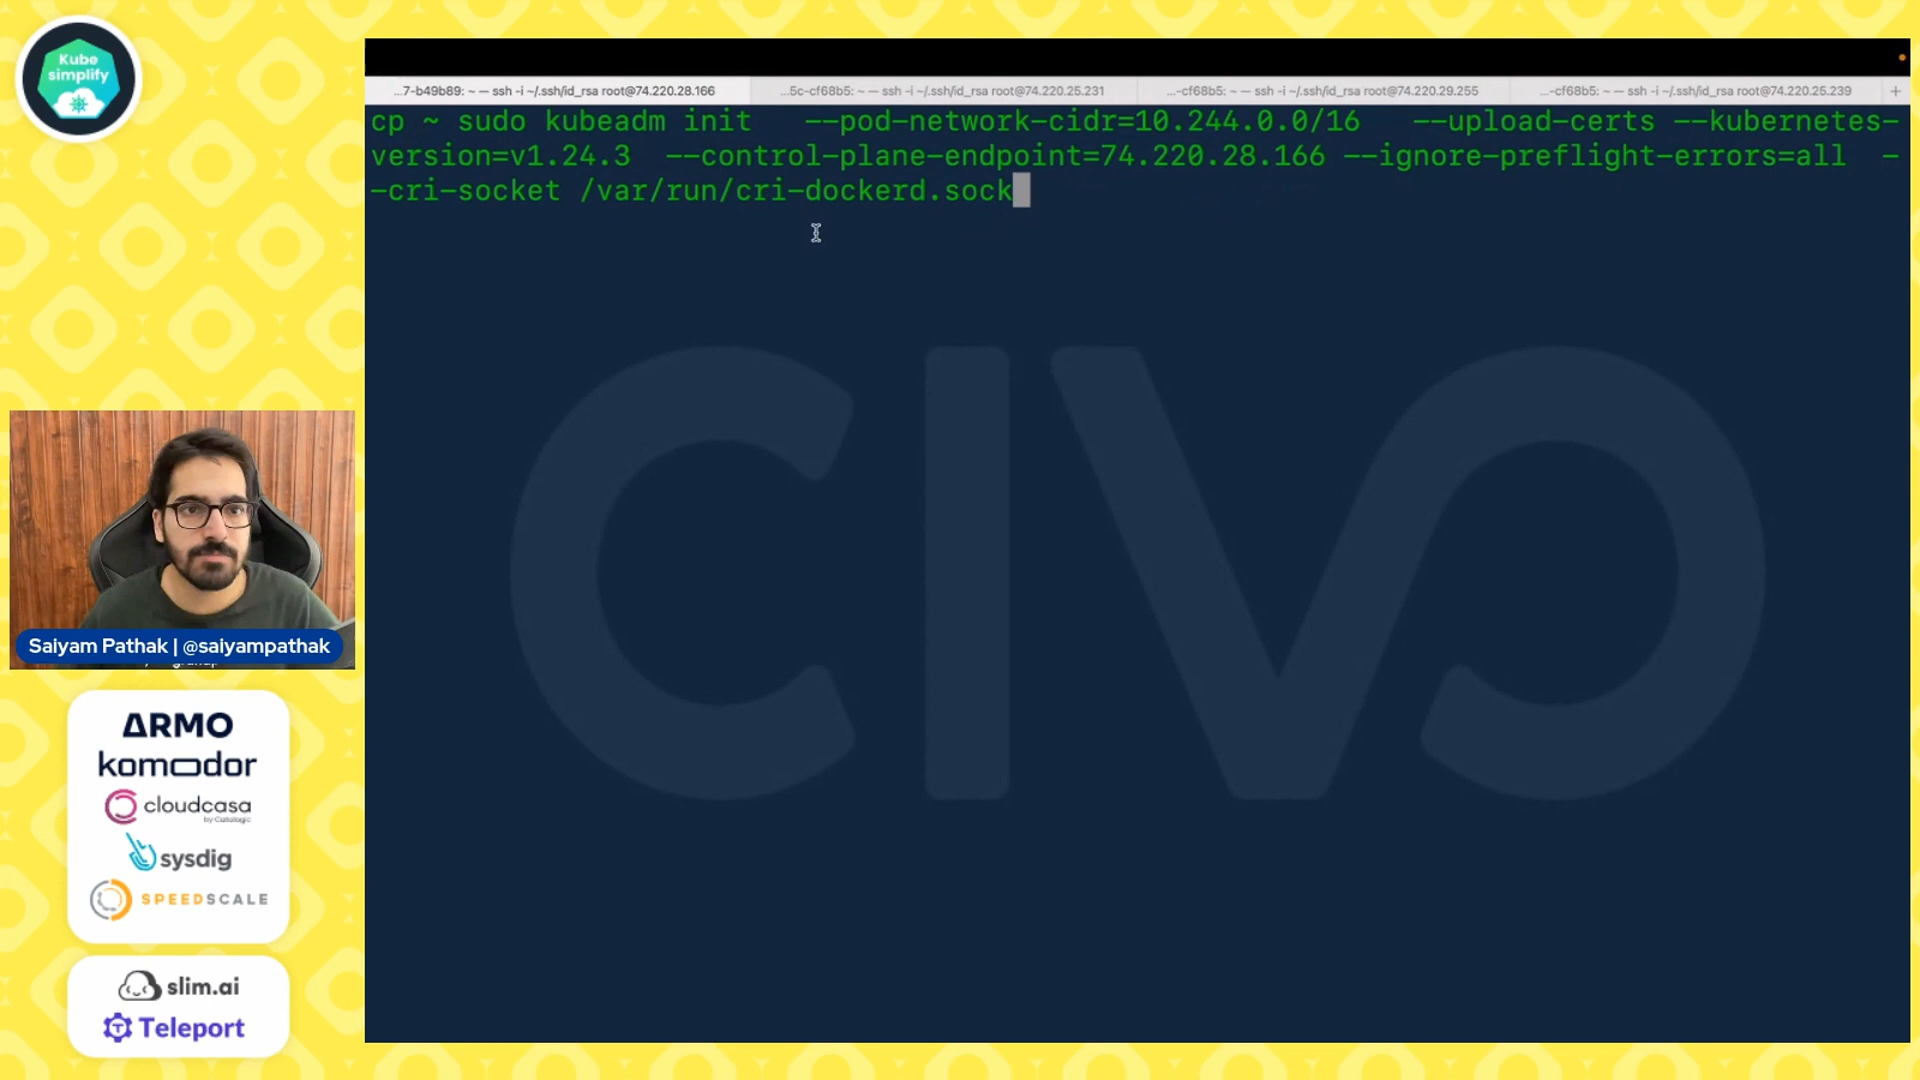 Kube
simplify
...7-b49b89: ~ — ssh -i ~/.ssh/id_rsa root@74.220.28.166
...5c-cf68b5: ~ — ssh -i ~/.ssh/id_rsa root@74.220.25.231
...-cf68b5: ~ — ssh -i ~/.ssh/id_rsa root@74.220.29.255
...-cf68b5: ~ — ssh -i ~/.ssh/id_rsa root@74.220.25.239
+
cp ~ sudo kubeadm init   --pod-network-cidr=10.244.0.0/16   --upload-certs --kubernetes-
version=v1.24.3  --control-plane-endpoint=74.220.28.166 --ignore-preflight-errors=all  -
-cri-socket /var/run/cri-dockerd.sock
CIVO
Saiyam Pathak | @saiyampathak
ARMO
komodor
cloudcasa
by Catalogic
sysdig
SPEEDSCALE
slim.ai
Teleport